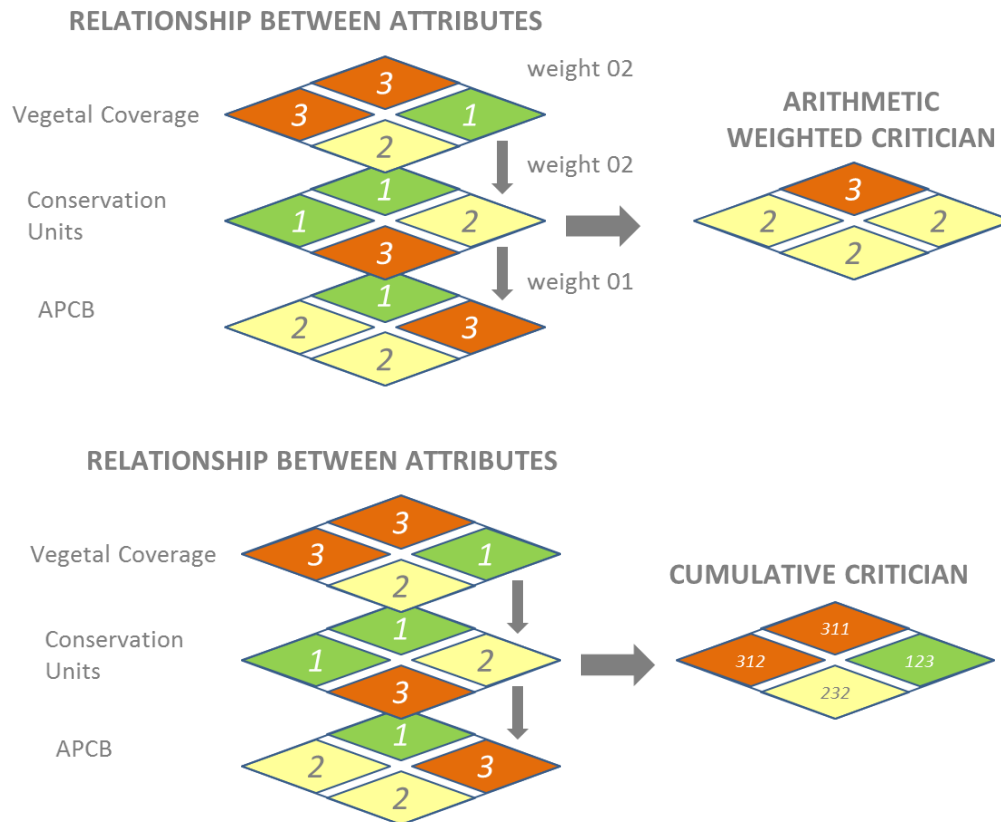 RELATIONSHIP BETWEEN ATTRIBUTES
weight 02
3
Vegetal Coverage
3
1
2
weight 02
Conservation
Units
1
1
2
3
weight 01
APCB
1
2
3
2
ARITHMETIC
WEIGHTED CRITICIAN
3
2
2
2
RELATIONSHIP BETWEEN ATTRIBUTES
3
Vegetal Coverage
3
1
2
Conservation
Units
1
1
2
3
APCB
1
2
3
2
CUMULATIVE CRITICIAN
311
312
123
232